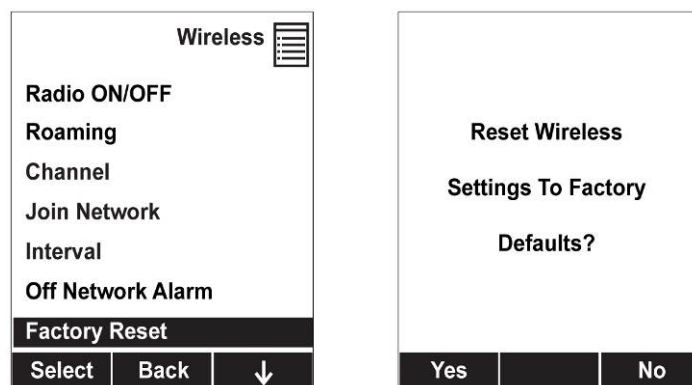 Wireless
Radio ON/OFF
Roaming
Channel
Join Network
Interval
Off Network Alarm
Factory Reset
Select Back ↓
Reset Wireless
Settings To Factory
Defaults?
Yes No